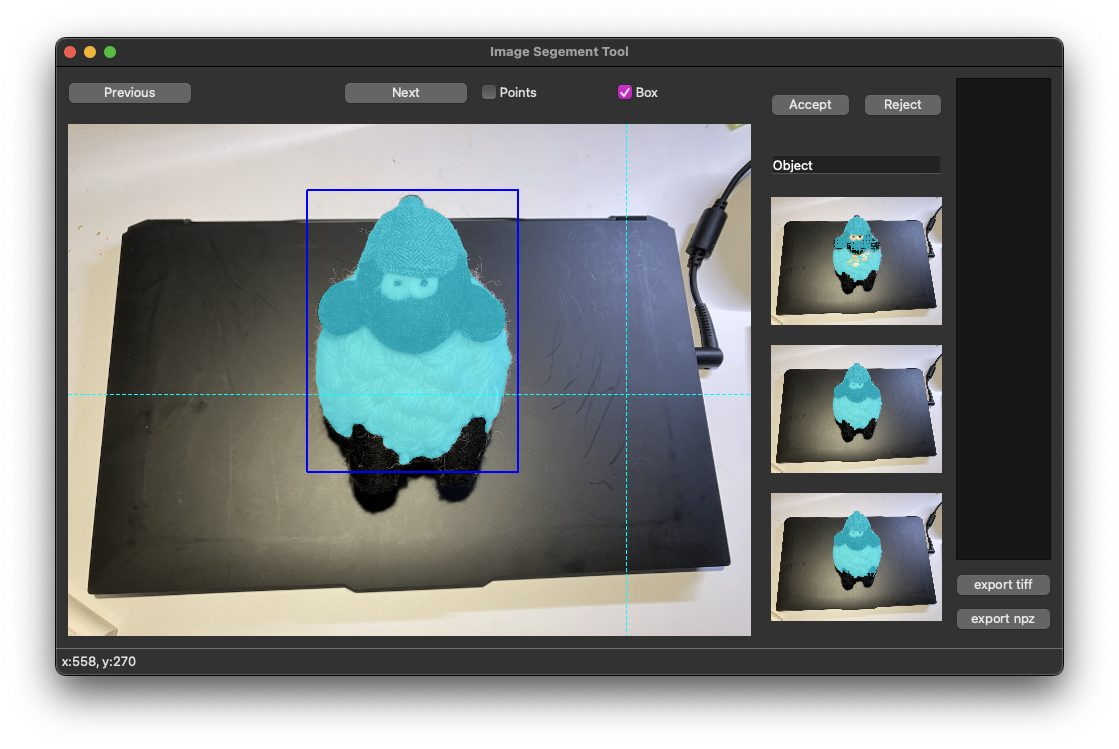 Image Segement Tool
Previous
Next
Points
Box
Accept
Reject
Object
export tiff
export npz
x:558, y:270